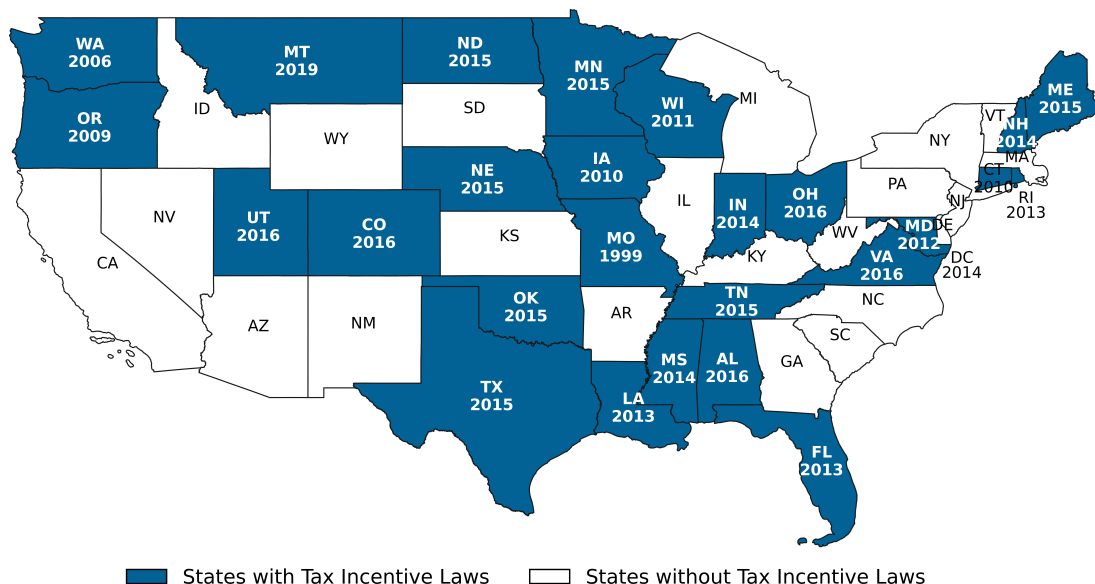 WA
2006
MT
2019
ND
2015
MN
2015
ID
OR
2009
SD
WI
2011
MI
ME
2015
VT
NH
2014
WY
NY
MA
IA
2010
NE
2015
CT
2010
PA
RI
2013
IL
IN
2014
OH
2016
NJ
NV
UT
2016
CO
2016
KS
MO
1999
WV
MD
2012
DE
CA
KY
VA
2016
DC
2014
AZ
NM
OK
2015
AR
TN
2015
NC
SC
TX
2015
MS
2014
AL
2016
GA
LA
2013
FL
2013
States with Tax Incentive Laws
States without Tax Incentive Laws